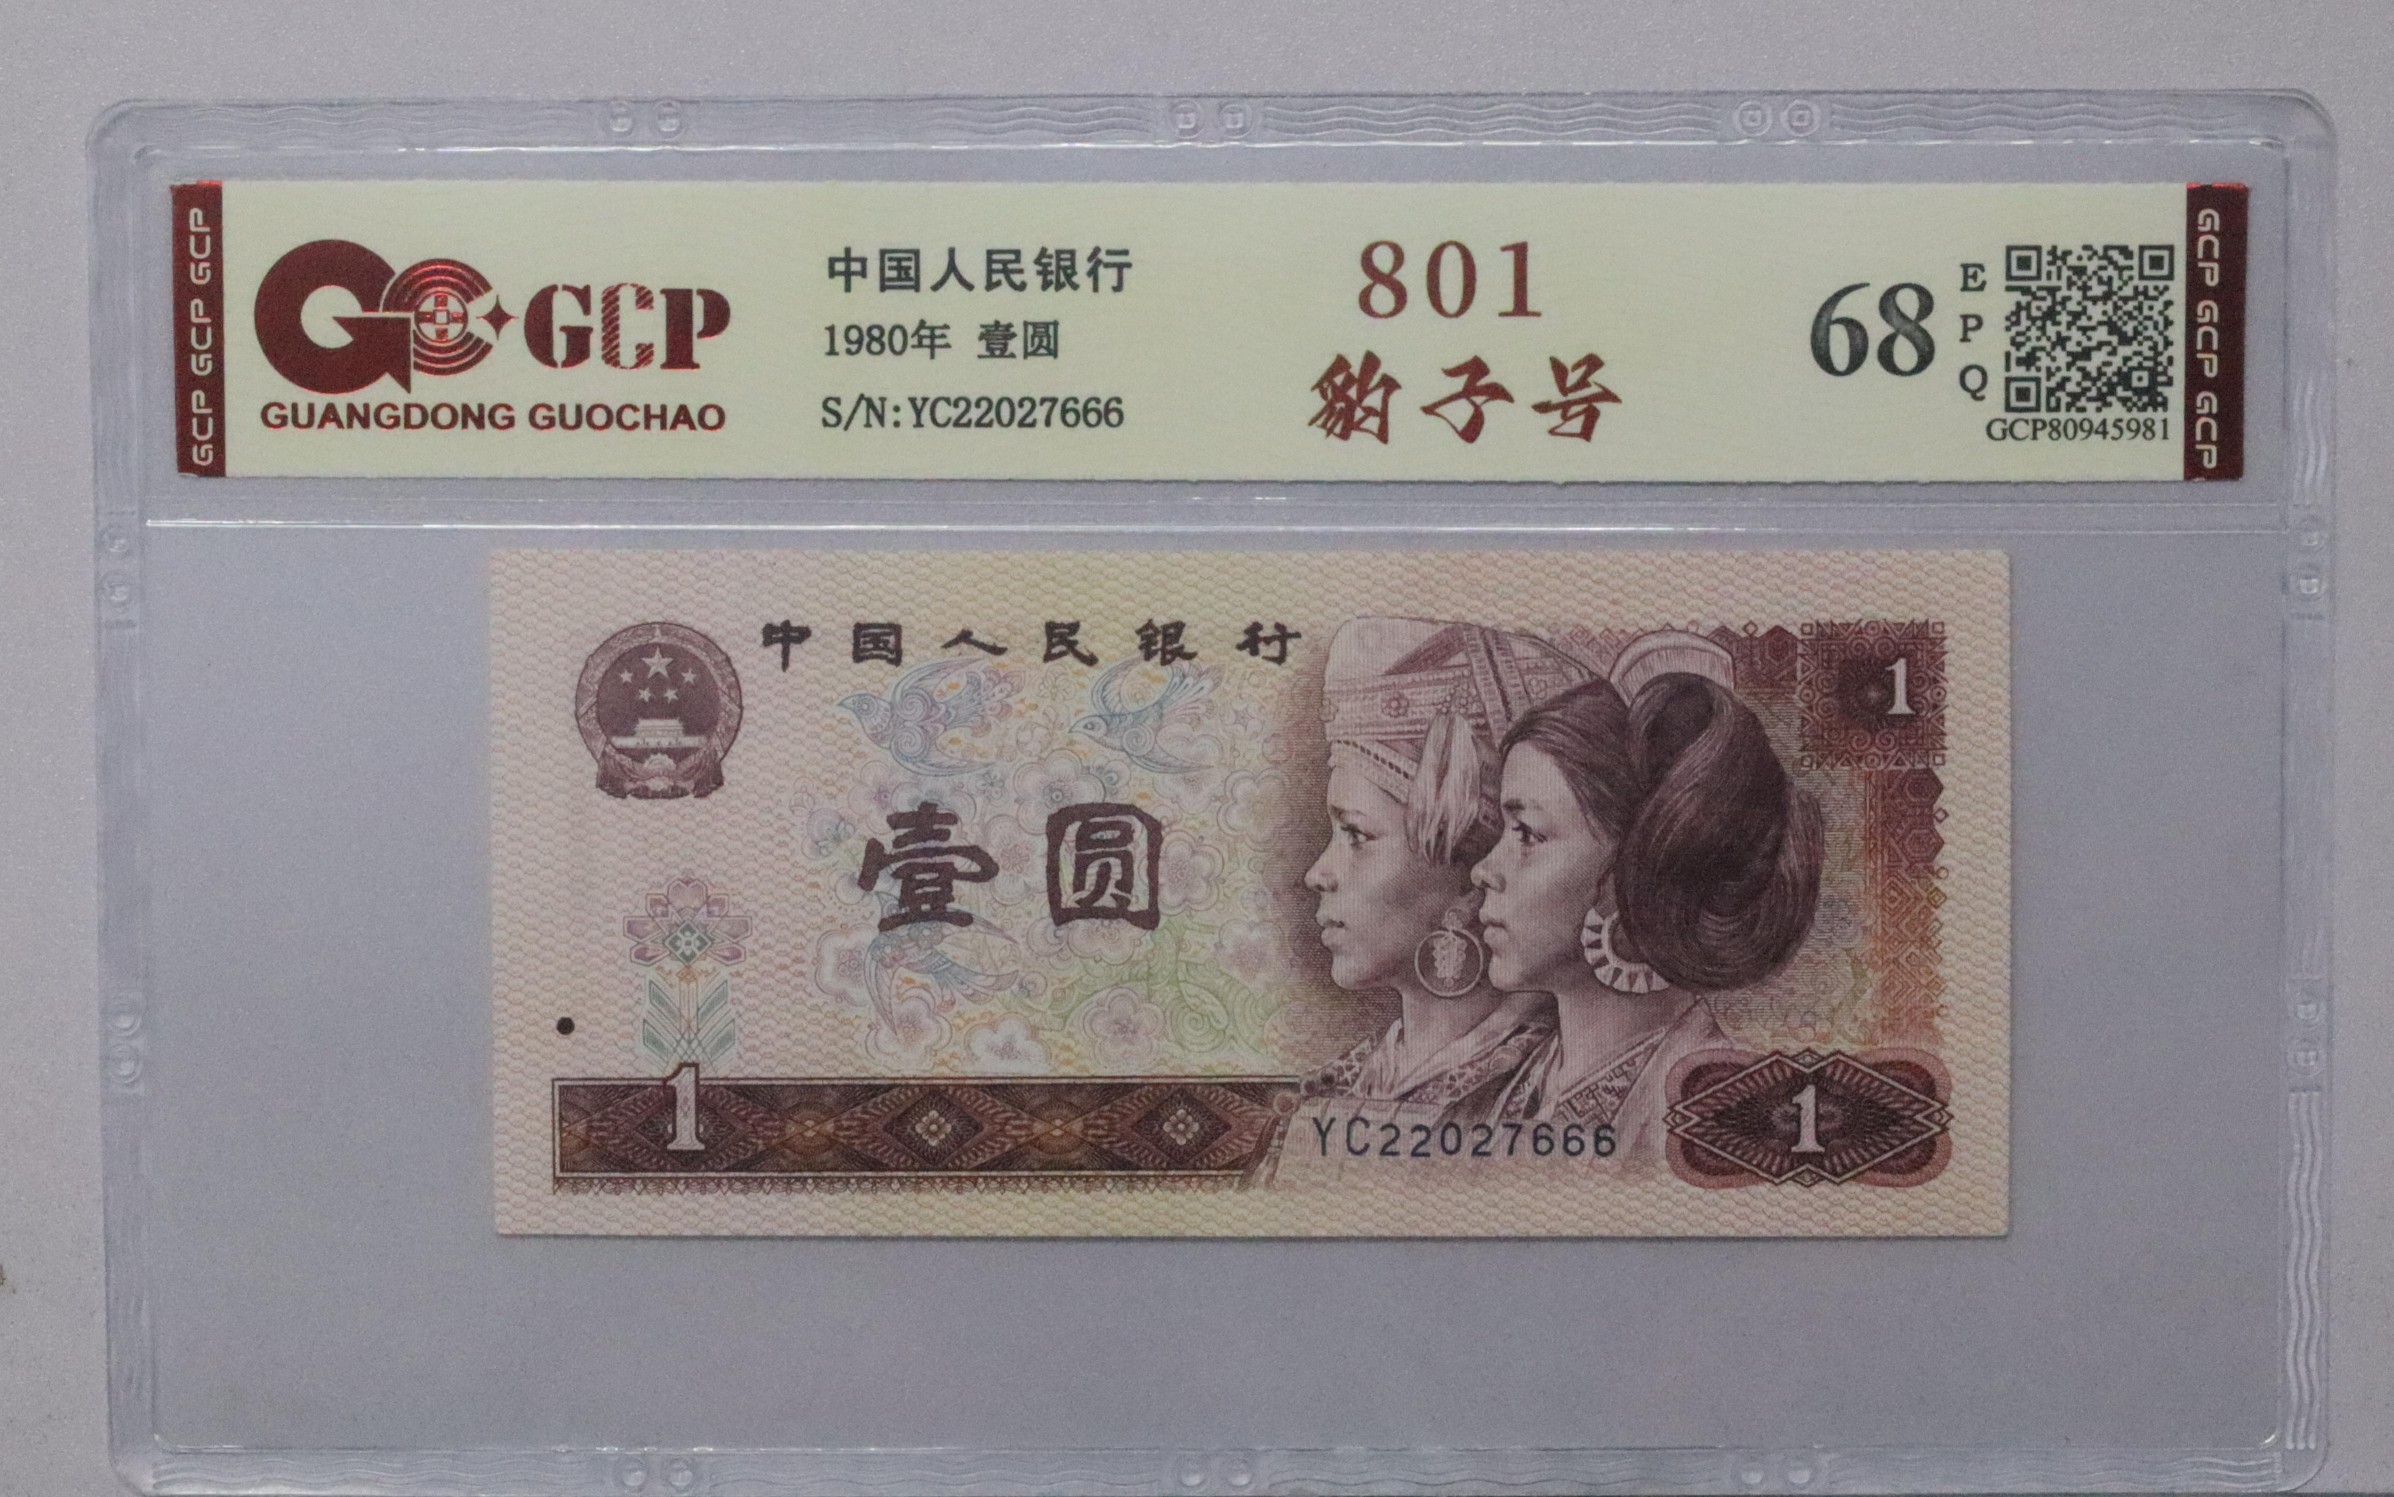 GCP GCP GCP
GC GCP
GUANGDONG GUOCHAO
中国人民银行
1980年 壹圆
S/N:YC22027666
801
豹子号
68
EPQ
GCP80945981
GCP GCP GCP
中国人民银行
1
壹圆
1
YC22027666
1